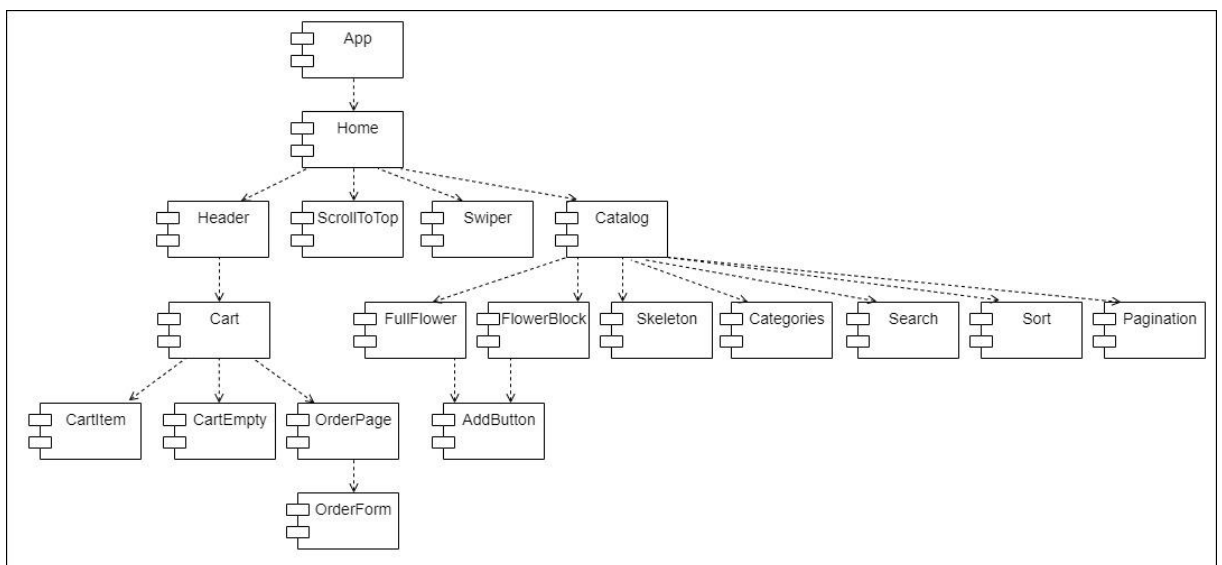 App
Home
Header
ScrollToTop
Swiper
Catalog
Cart
FullFlower
FlowerBlock
Skeleton
Categories
Search
Sort
Pagination
CartItem
CartEmpty
OrderPage
AddButton
OrderForm